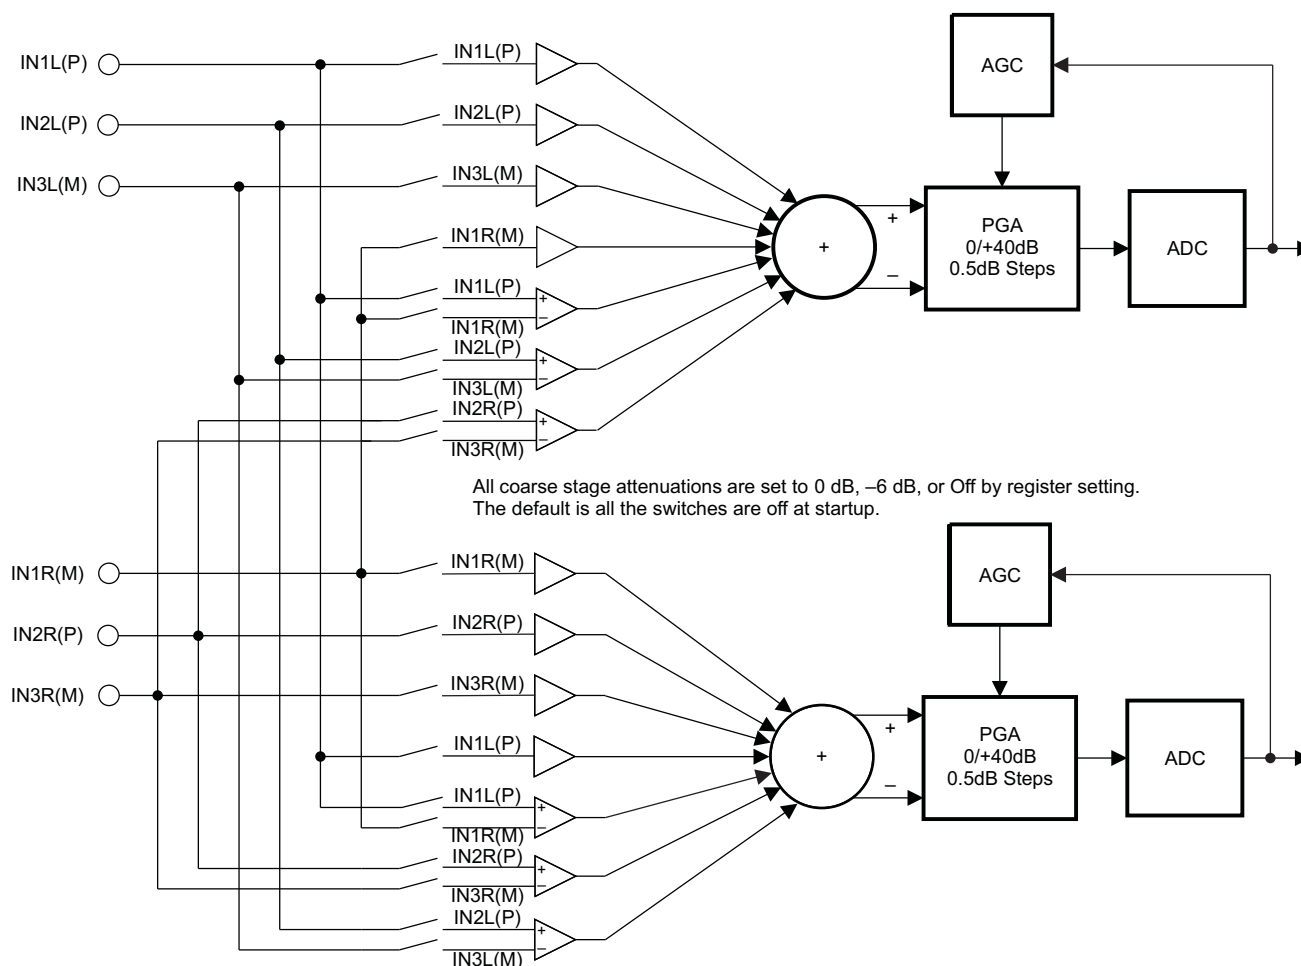 IN1L(P)
IN1L(P)
AGC
IN2L(P)
IN2L(P)
IN3L(M)
IN3L(M)
IN1R(M)
+
+
–
PGA
0/+40dB
0.5dB Steps
ADC
IN1L(P)
+
–
IN1R(M)
IN2L(P)
+
–
IN3L(M)
IN2R(P)
+
–
IN3R(M)
All coarse stage attenuations are set to 0 dB, –6 dB, or Off by register setting.
The default is all the switches are off at startup.
IN1R(M)
IN1R(M)
AGC
IN2R(P)
IN2R(P)
IN3R(M)
IN3R(M)
IN1L(P)
+
+
–
PGA
0/+40dB
0.5dB Steps
ADC
IN1L(P)
+
–
IN1R(M)
IN2R(P)
+
–
IN3R(M)
IN2L(P)
+
–
IN3L(M)